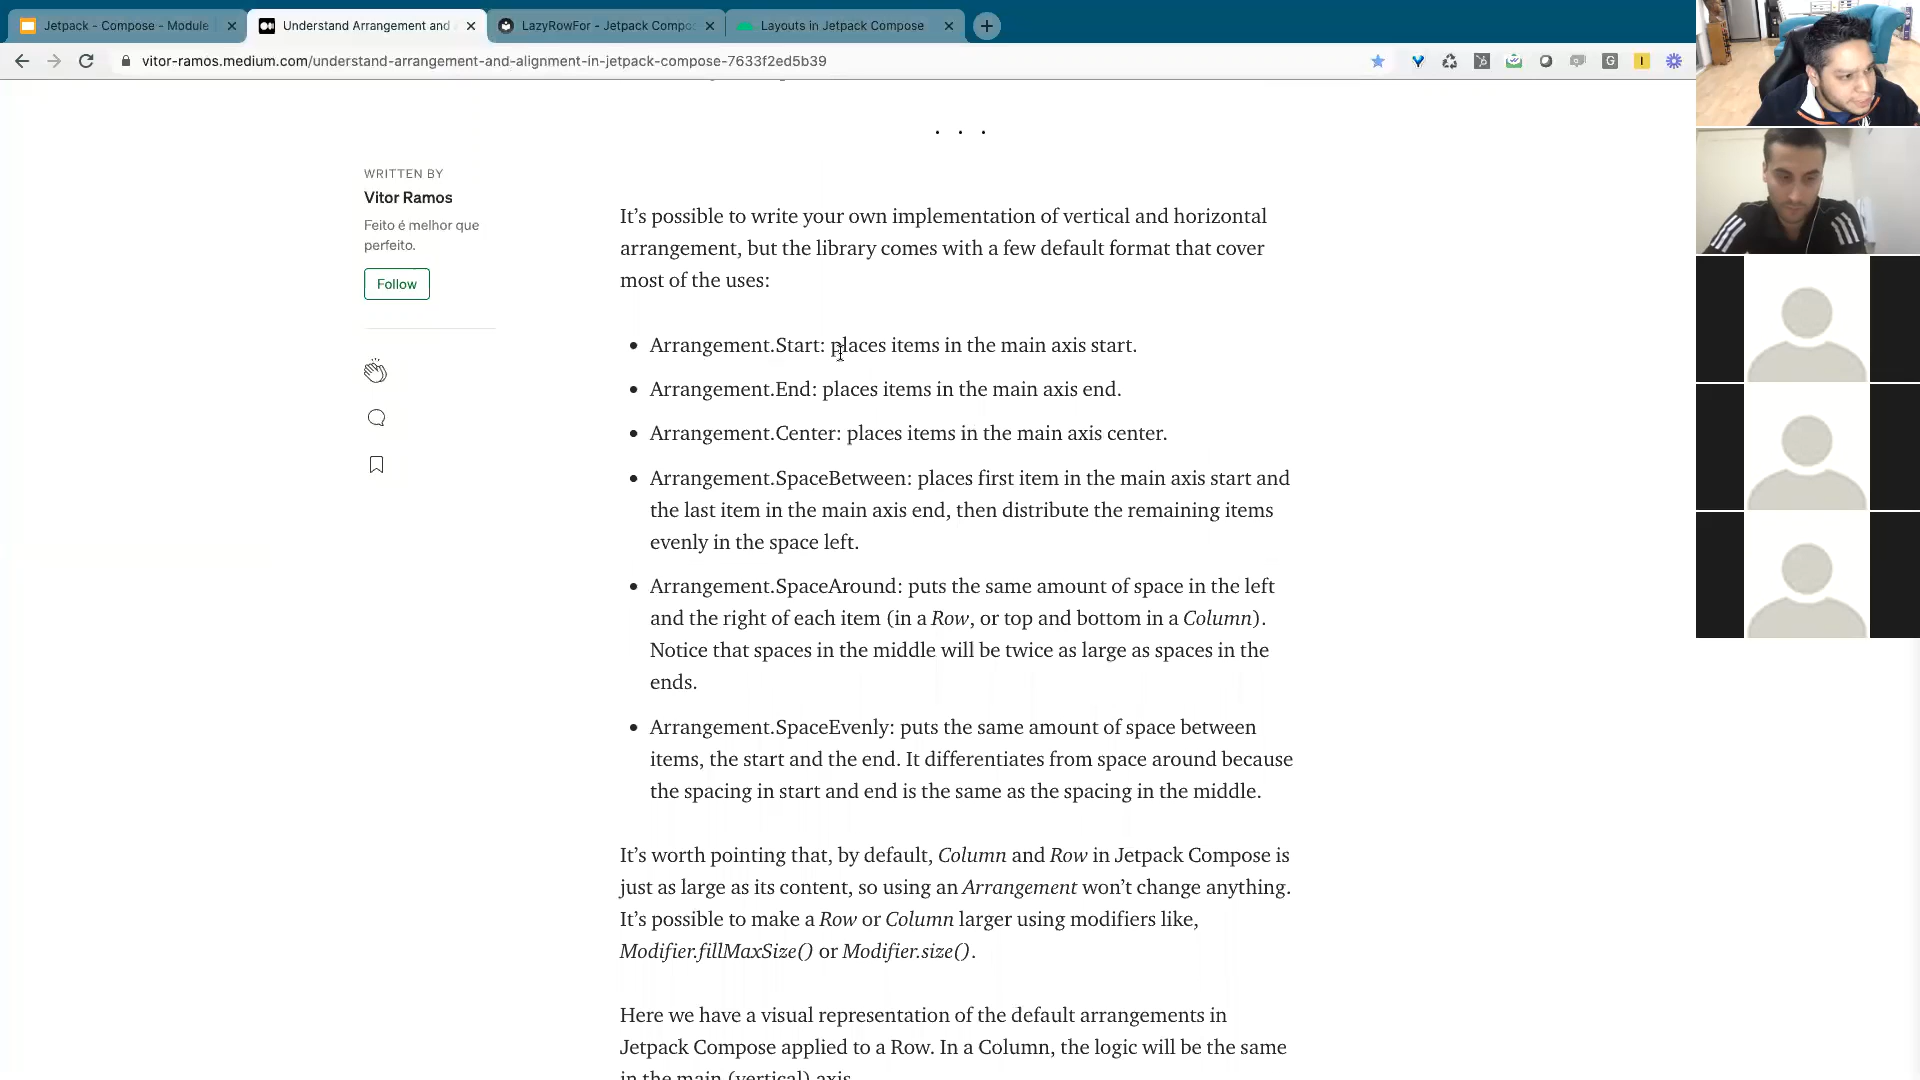 Jetpack - Compose - Module
Understand Arrangement and
LazyRowFor - Jetpack Compos
Layouts in Jetpack Compose
vitor-ramos.medium.com/understand-arrangement-and-alignment-in-jetpack-compose-7633f2ed5b39
. . .
WRITTEN BY
Vitor Ramos
Feito é melhor que
perfeito.
Follow
It’s possible to write your own implementation of vertical and horizontal
arrangement, but the library comes with a few default format that cover
most of the uses:
• Arrangement.Start: places items in the main axis start.
• Arrangement.End: places items in the main axis end.
• Arrangement.Center: places items in the main axis center.
• Arrangement.SpaceBetween: places first item in the main axis start and
the last item in the main axis end, then distribute the remaining items
evenly in the space left.
• Arrangement.SpaceAround: puts the same amount of space in the left
and the right of each item (in a Row, or top and bottom in a Column).
Notice that spaces in the middle will be twice as large as spaces in the
ends.
• Arrangement.SpaceEvenly: puts the same amount of space between
items, the start and the end. It differentiates from space around because
the spacing in start and end is the same as the spacing in the middle.
It’s worth pointing that, by default, Column and Row in Jetpack Compose is
just as large as its content, so using an Arrangement won’t change anything.
It’s possible to make a Row or Column larger using modifiers like,
Modifier.fillMaxSize() or Modifier.size().
Here we have a visual representation of the default arrangements in
Jetpack Compose applied to a Row. In a Column, the logic will be the same
in the main (vertical) axis.